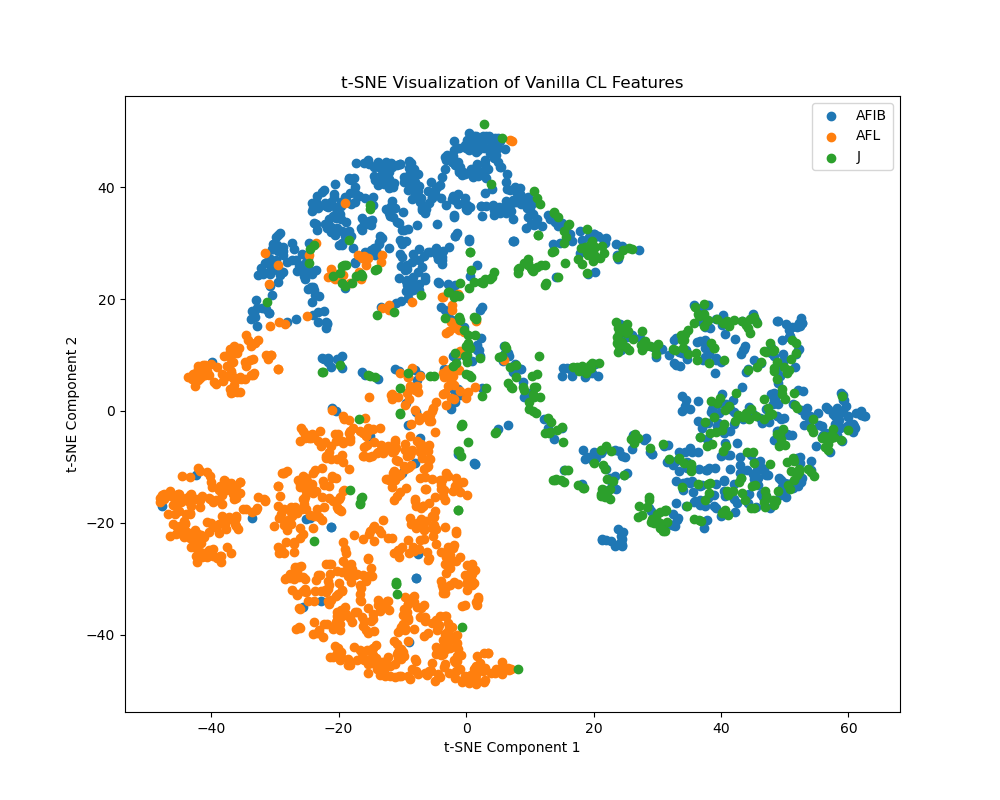 t-SNE Visualization of Vanilla CL Features
AFIB
AFL
J
40
20
0
−20
−40
t-SNE Component 2
−40
−20
0
20
40
60
t-SNE Component 1